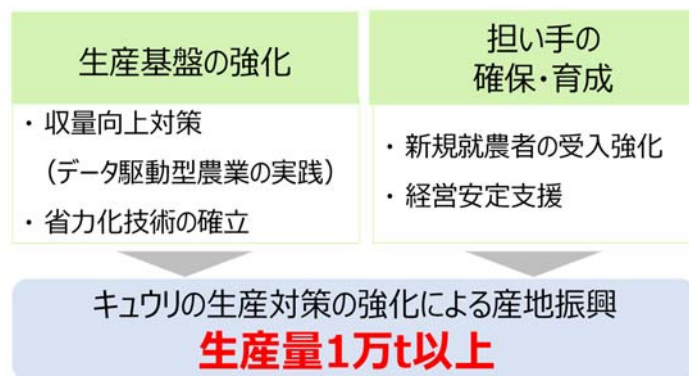 生産基盤の強化
・ 収量向上対策
（データ駆動型農業の実践）
・ 省力化技術の確立
担い手の
確保・育成
・ 新規就農者の受入強化
・ 経営安定支援
キュウリの生産対策の強化による産地振興
生産量1万t以上